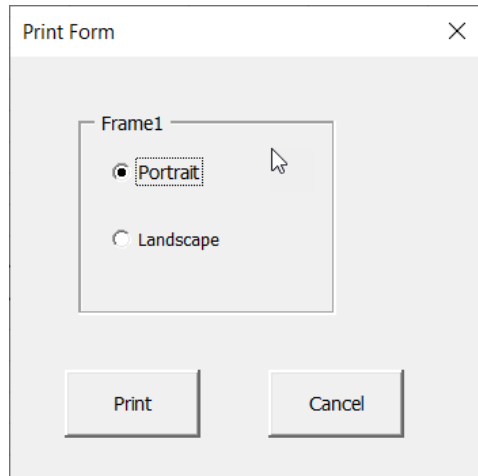 Print Form
Frame1
Portrait
Landscape
Print
Cancel